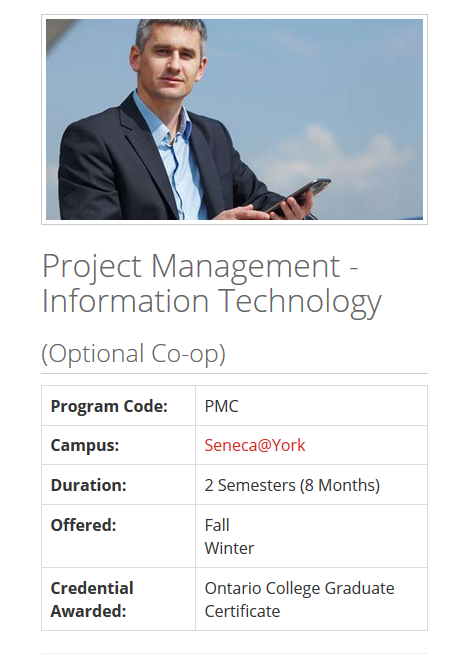 Project Management -
Information Technology
(Optional Co-op)
Program Code: PMC
Campus: Seneca@York
Duration: 2 Semesters (8 Months)
Offered: Fall
Winter
Credential Ontario College Graduate
Awarded: Certificate